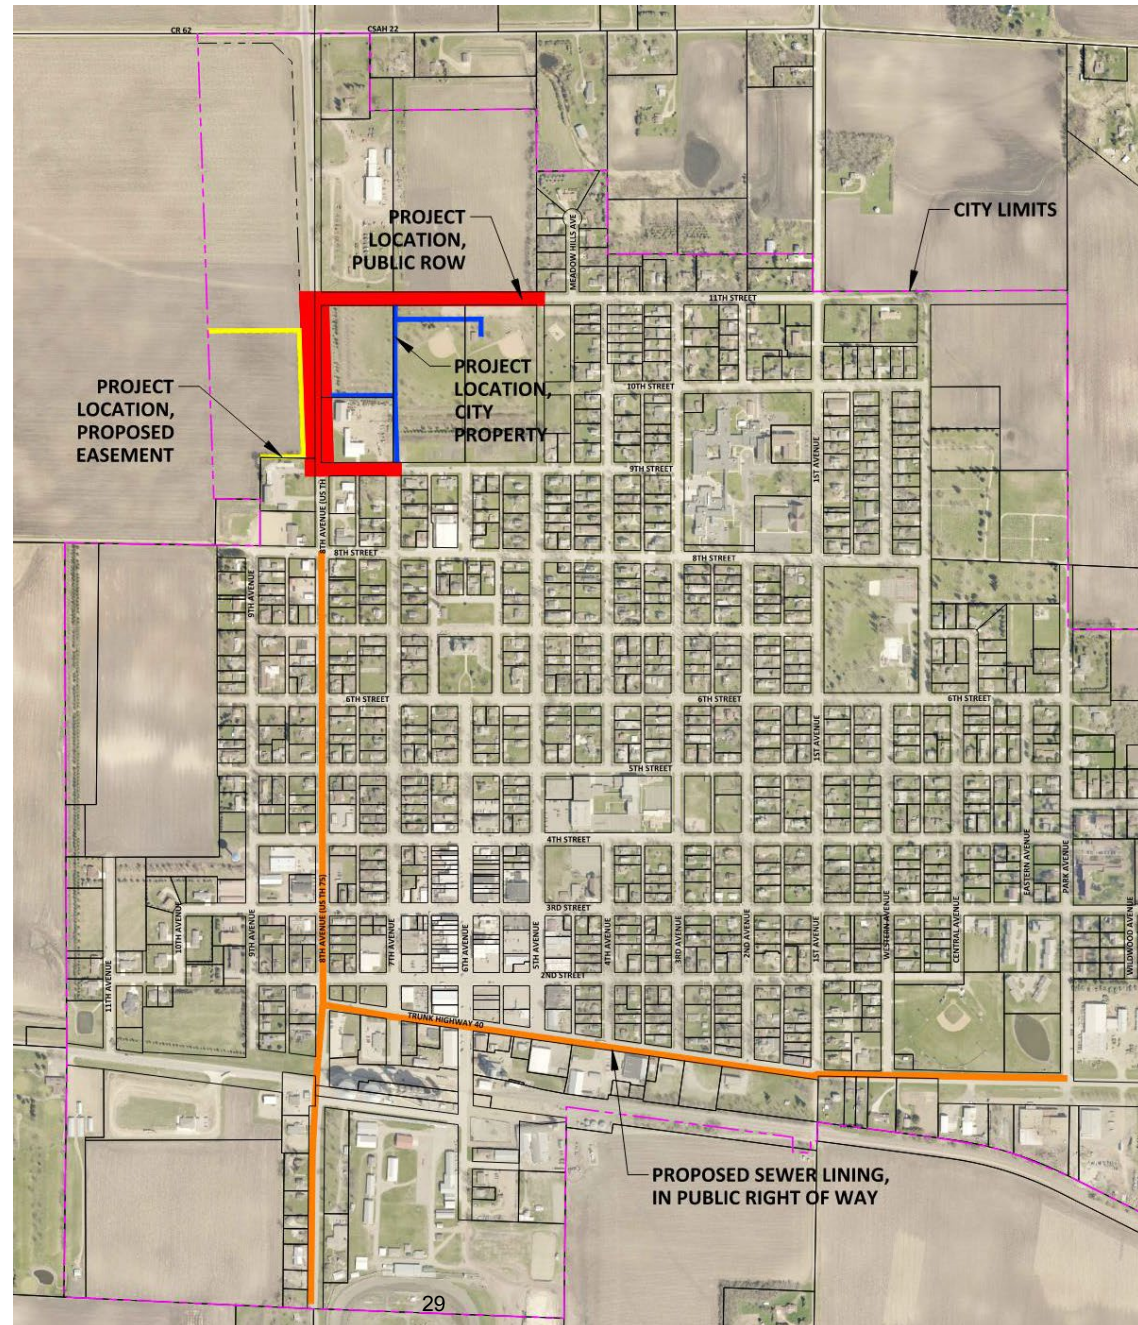 CR 62
CSAH 22
PROJECT
LOCATION,
PUBLIC ROW
MEADOW HILLS AVE
CITY LIMITS
11TH STREET
PROJECT
LOCATION,
CITY
PROPERTY
PROJECT
LOCATION,
PROPOSED
EASEMENT
10TH STREET
1ST AVENUE
9TH STREET
8TH AVENUE (US TH
8TH STREET
8TH STREET
9TH AVENUE
6TH STREET
6TH STREET
6TH STREET
1ST AVENUE
5TH STREET
4TH STREET
EASTERN AVENUE
PARK AVENUE
8TH AVENUE (US TH 75)
3RD STREET
10TH AVENUE
9TH AVENUE
7TH AVENUE
6TH AVENUE
5TH AVENUE
4TH AVENUE
3RD AVENUE
2ND AVENUE
1ST AVENUE
WESTERN AVENUE
CENTRAL AVENUE
WILDWOOD AVENUE
11TH AVENUE
2ND STREET
TRUNK HIGHWAY 40
PROPOSED SEWER LINING,
IN PUBLIC RIGHT OF WAY
29